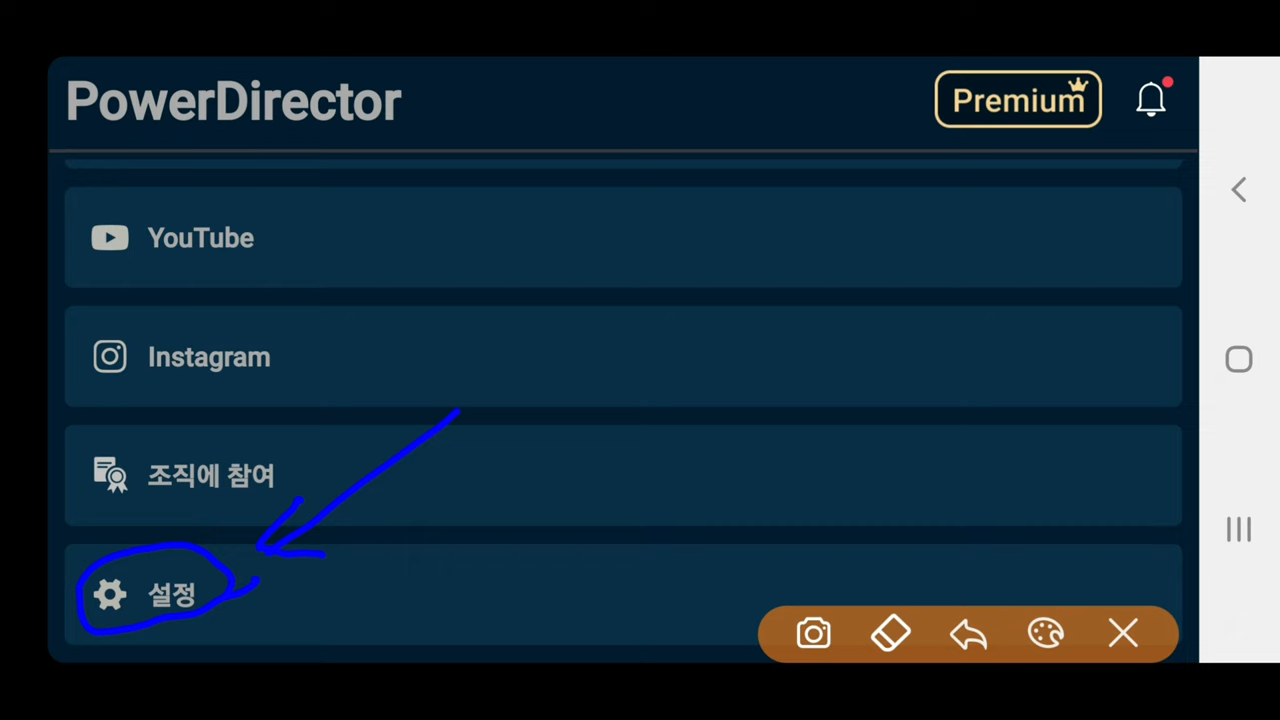 PowerDirector
Premium
YouTube
Instagram
조직에 참여
설정